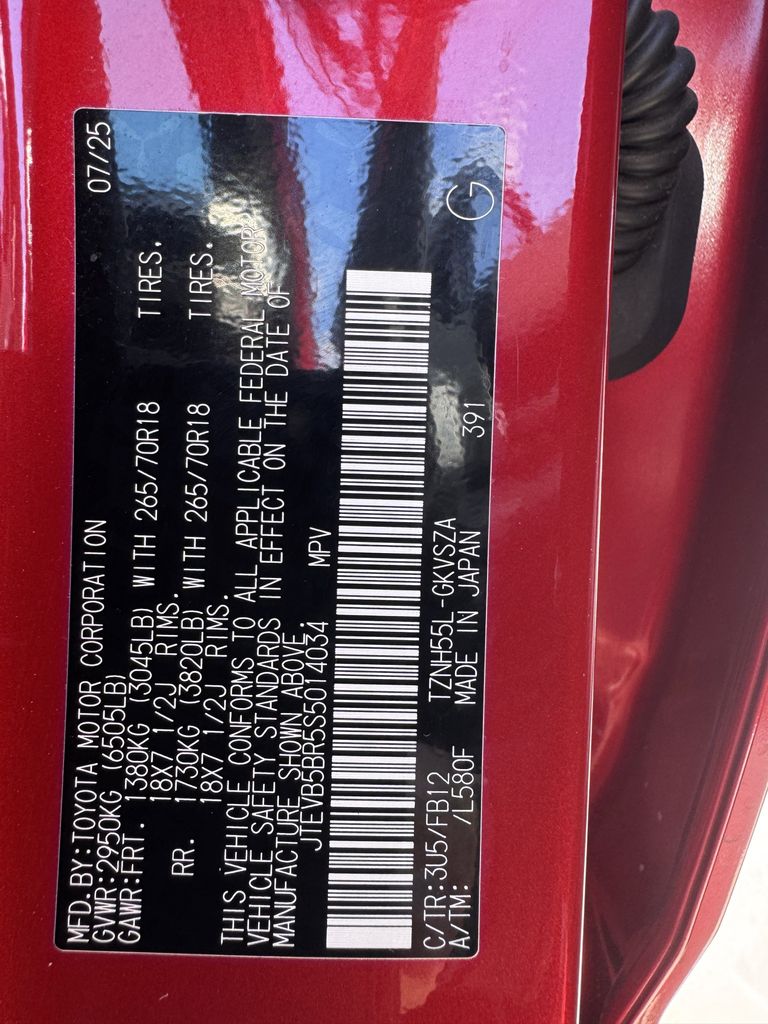 MFD.BY:TOYOTA MOTOR CORPORATION 07/25
GVWR:2950KG (6505LB)
GAWR:FRT. 1380KG (3045LB) WITH 265/70R18 TIRES,
18X7 1/2J RIMS.
RR. 1730KG (3820LB) WITH 265/70R18 TIRES,
18X7 1/2J RIMS.
THIS VEHICLE CONFORMS TO ALL APPLICABLE FEDERAL MOTOR
VEHICLE SAFETY STANDARDS IN EFFECT ON THE DATE OF
MANUFACTURE SHOWN ABOVE.
JTEVB5BR5S5014034 MPV
C/TR:3U5/FB12 TZNH55L-GKVSZA G
A/TM: /L580F MADE IN JAPAN 391